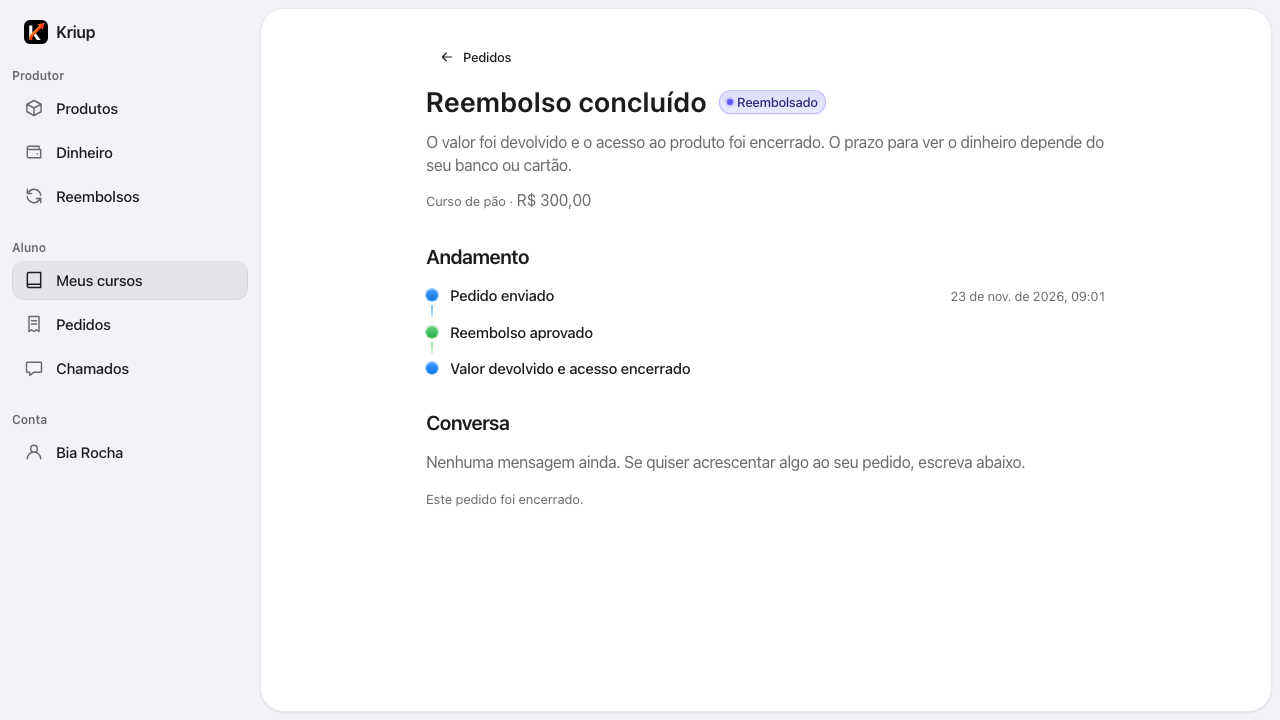 Kriup
Produtor
Produtos
Dinheiro
Reembolsos
Aluno
Meus cursos
Pedidos
Chamados
Conta
Bia Rocha
Pedidos
Reembolso concluído
Reembolsado
O valor foi devolvido e o acesso ao produto foi encerrado. O prazo para ver o dinheiro depende do
seu banco ou cartão.
Curso de pão · R$ 300,00
Andamento
Pedido enviado
23 de nov. de 2026, 09:01
Reembolso aprovado
Valor devolvido e acesso encerrado
Conversa
Nenhuma mensagem ainda. Se quiser acrescentar algo ao seu pedido, escreva abaixo.
Este pedido foi encerrado.